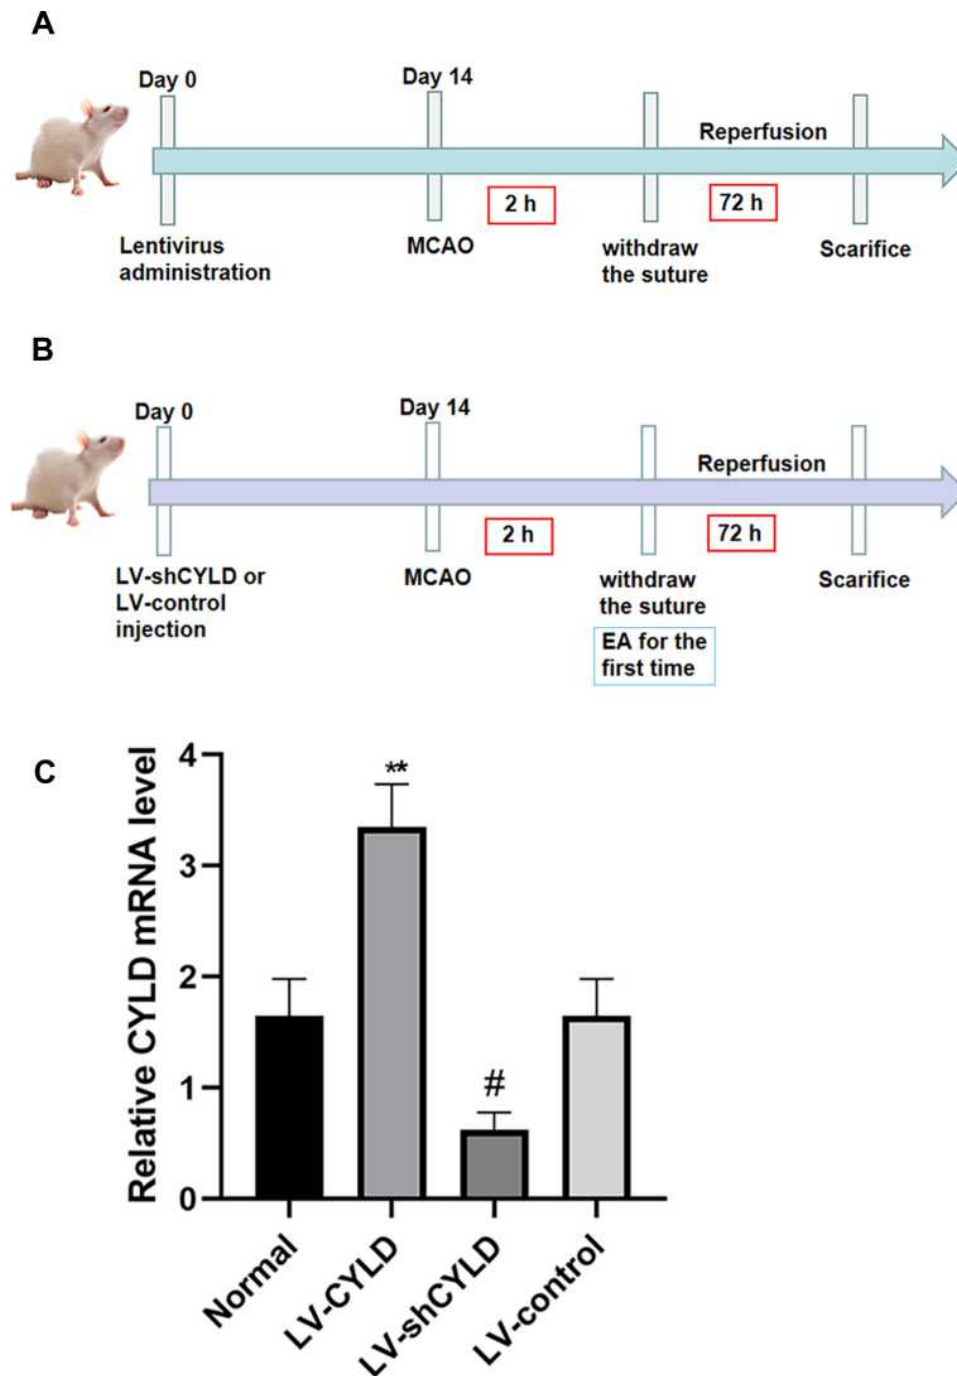 A
Day 0
Day 14
Reperfusion
2 h
72 h
Lentivirus
administration
MCAO
withdraw
the suture
Scarifice
B
Day 0
Day 14
Reperfusion
2 h
72 h
LV-shCYLD or
LV-control
injection
MCAO
withdraw
the suture
Scarifice
EA for the
first time
C
Relative CYLD mRNA level
4
3
2
1
0
**
#
Normal
LV-CYLD
LV-shCYLD
LV-control